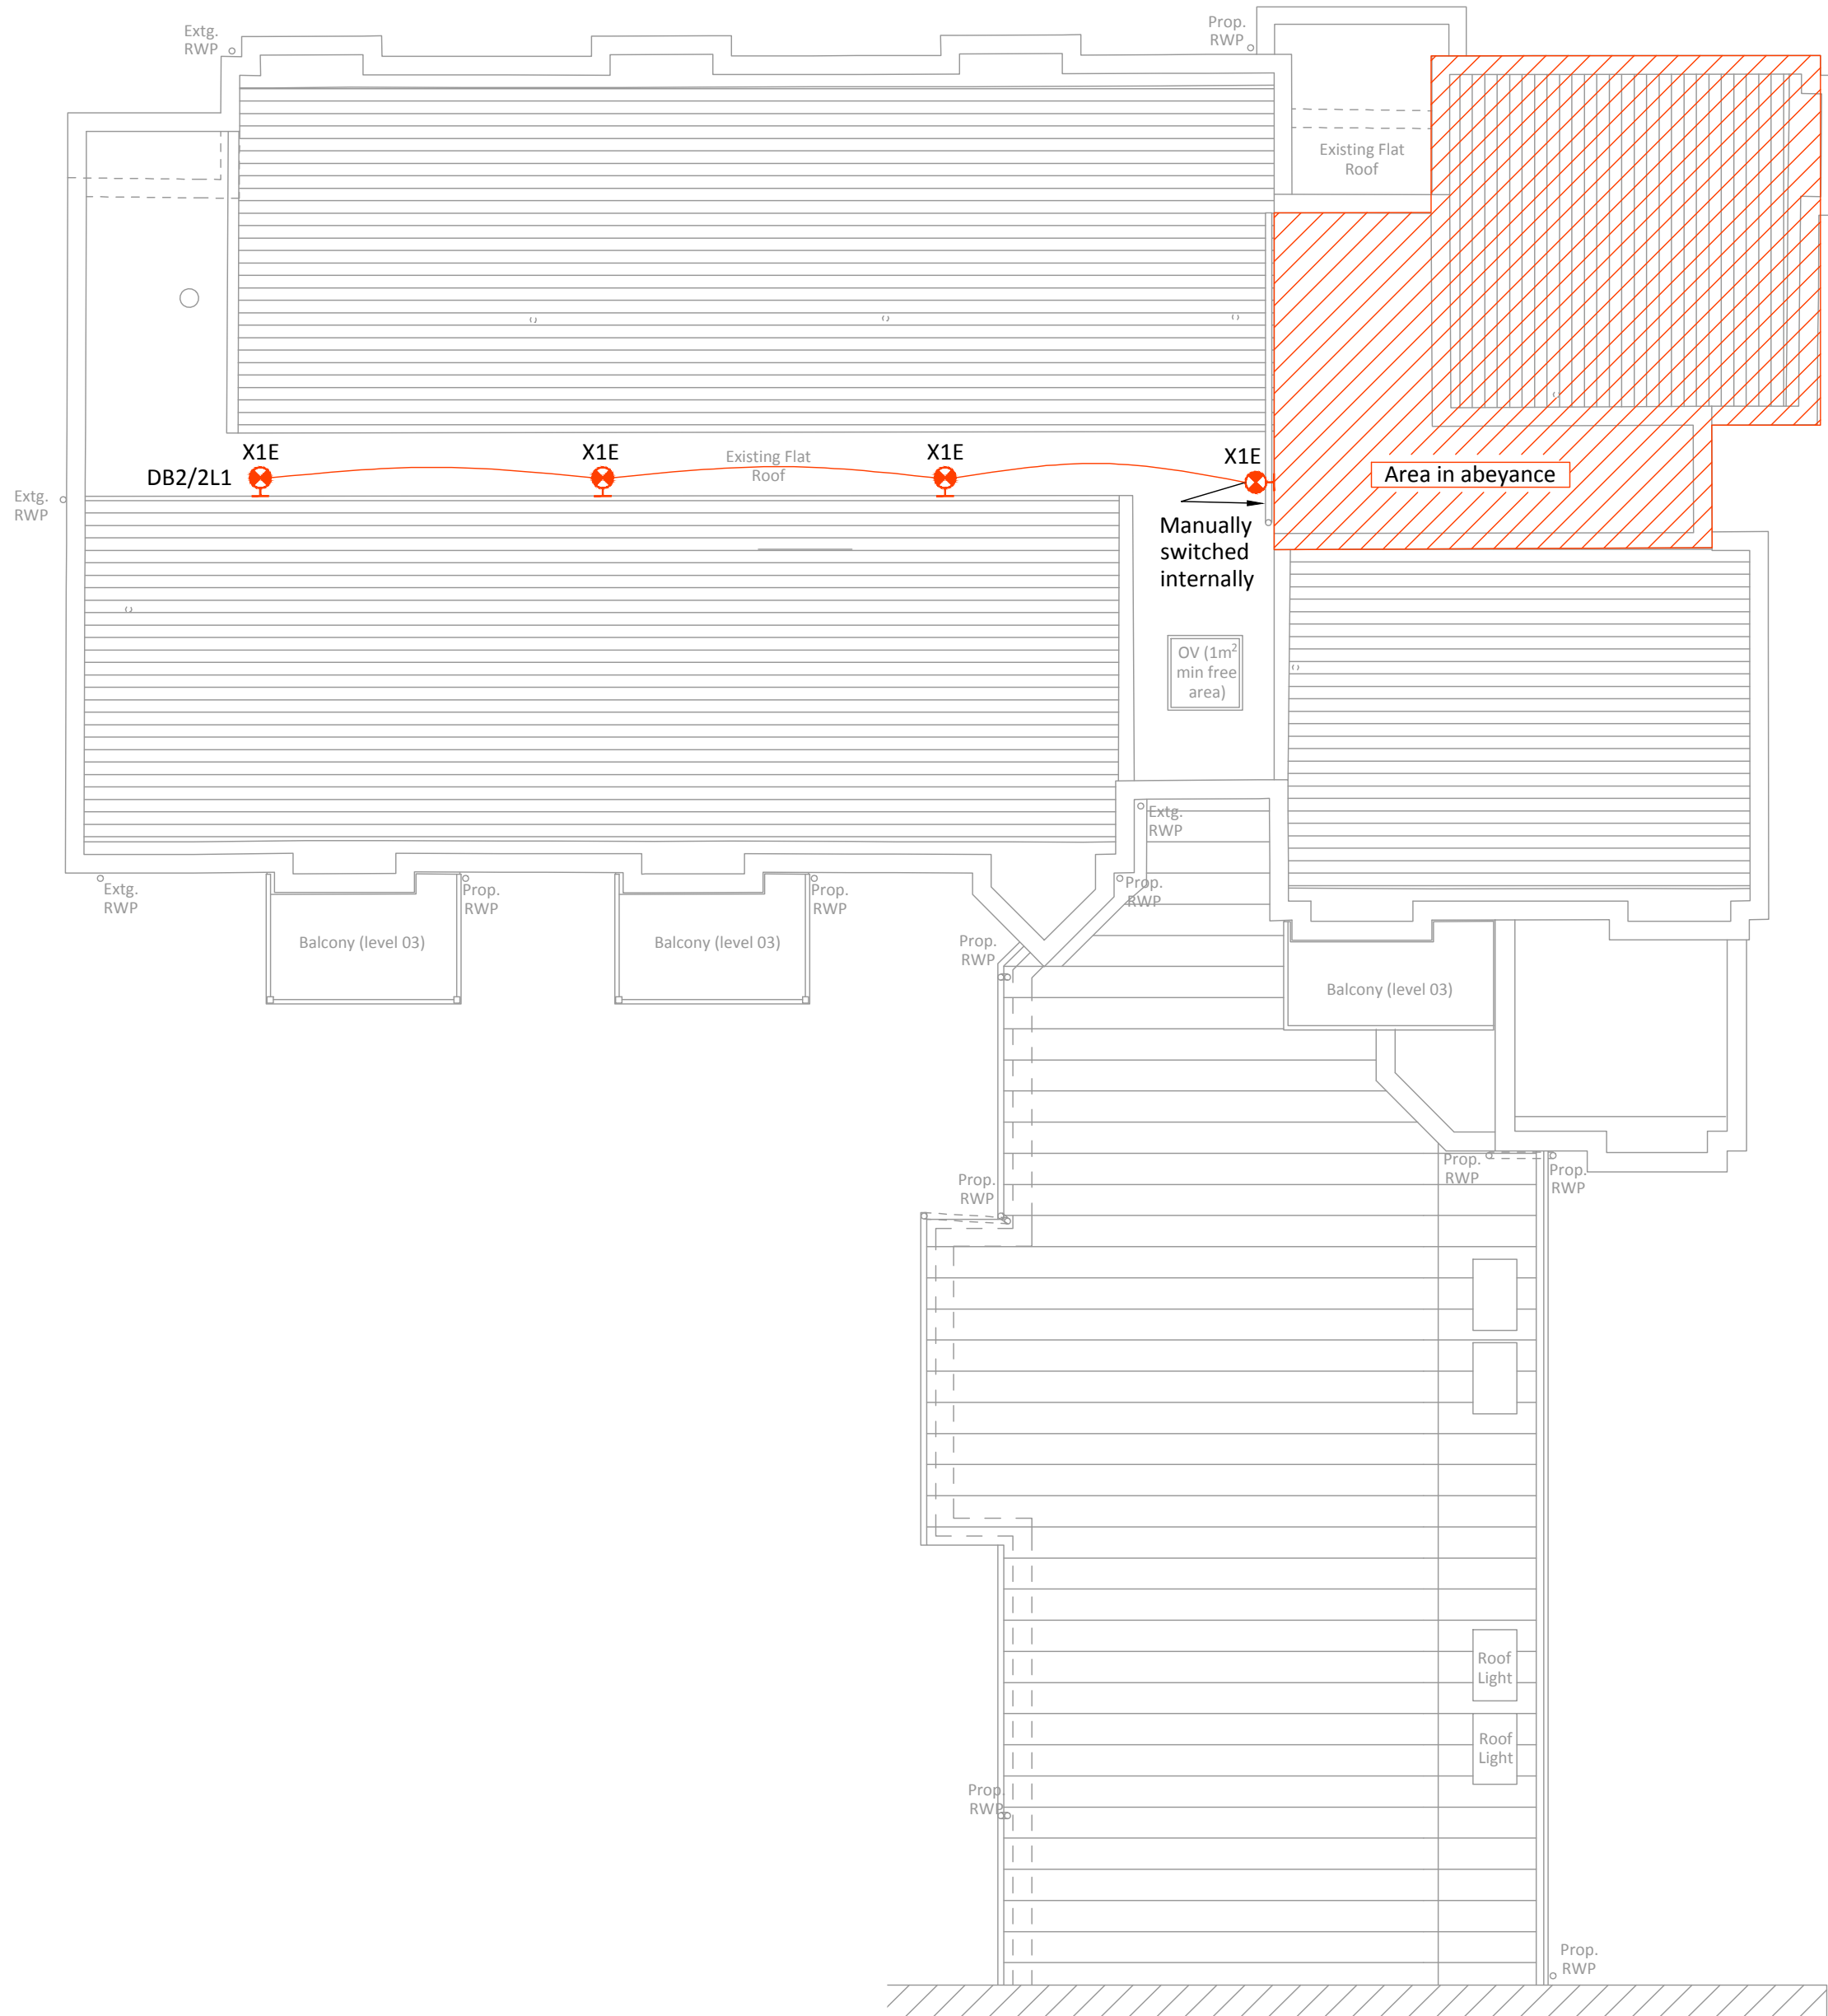 Extg.
RWP
Prop.
RWP
Existing Flat
Roof
X1E
X1E
X1E
X1E
DB2/2L1
Existing Flat
Roof
Area in abeyance
Extg.
RWP
Manually
switched
internally
OV (1m²
min free
area)
Extg.
RWP
Extg.
RWP
Prop.
RWP
Prop.
RWP
Prop.
RWP
Balcony (level 03)
Balcony (level 03)
Prop.
RWP
Balcony (level 03)
Prop.
RWP
Prop.
RWP
Prop.
RWP
Roof
Light
Roof
Light
Prop.
RWP
Prop.
RWP